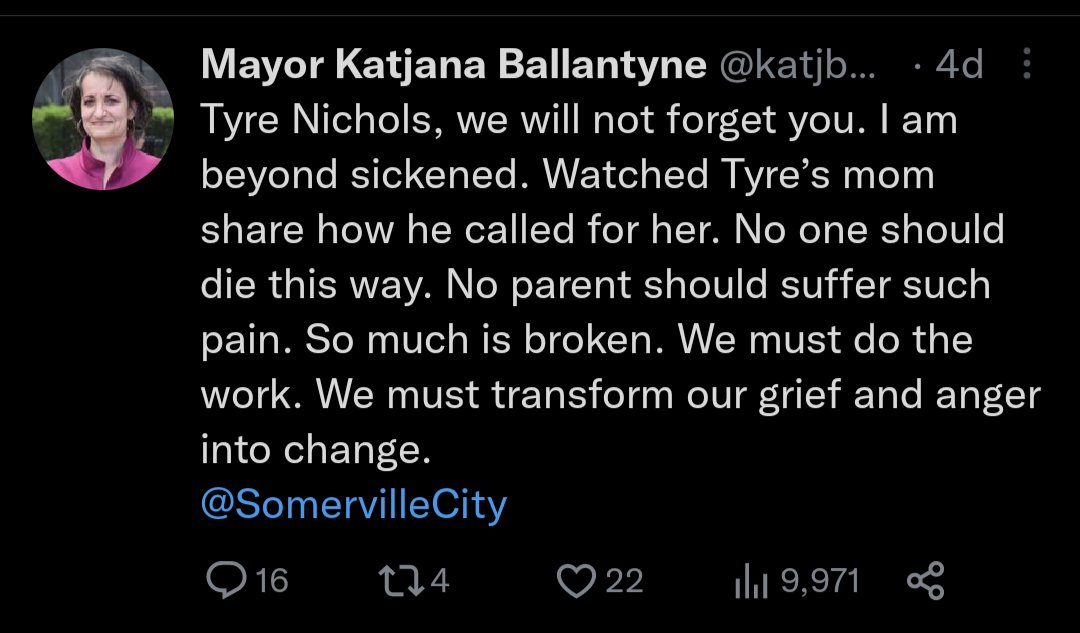 Mayor Katjana Ballantyne @katjb... · 4d
Tyre Nichols, we will not forget you. I am
beyond sickened. Watched Tyre’s mom
share how he called for her. No one should
die this way. No parent should suffer such
pain. So much is broken. We must do the
work. We must transform our grief and anger
into change.
@SomervilleCity
16 4 22 9,971